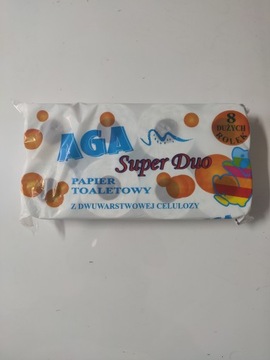 8
DUŻYCH
ROLEK
AGA
Super Duo
PAPIER
TOALETOWY
Z DWUWARSTWOWEJ CELULOZY